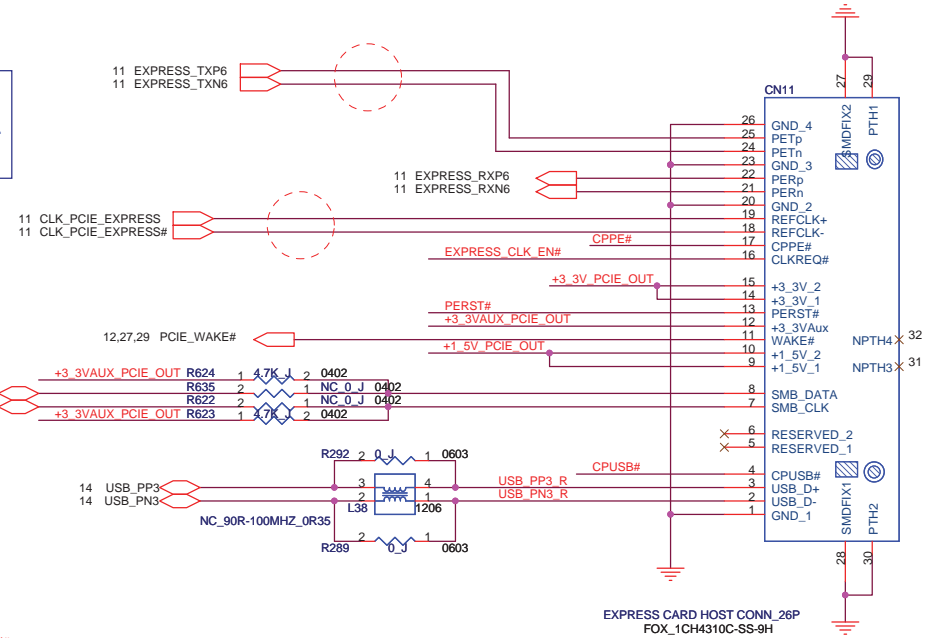 11 EXPRESS_TXP6
11 EXPRESS_TXN6
11 EXPRESS_RXP6
11 EXPRESS_RXN6
11 CLK_PCIE_EXPRESS
11 CLK_PCIE_EXPRESS#
CPPE#
EXPRESS_CLK_EN#
+3_3V_PCIE_OUT
PERST#
+3_3VAUX_PCIE_OUT
12,27,29 PCIE_WAKE#
+1_5V_PCIE_OUT
+3_3VAUX_PCIE_OUT R624 1 4.7K_J 2 0402
R635 2 NC_0_J 1 0402
R622 2 NC_0_J 1 0402
+3_3VAUX_PCIE_OUT R623 1 4.7K_J 2 0402
R292 2 0_J 1 0603
CPUSB#
14 USB_PP3 3 4 USB_PP3_R
14 USB_PN3 2 1 USB_PN3_R
L38 1206
NC_90R-100MHZ_0R35
R289 2 0_J 1 0603
CN11
27 SMDFIX2
29 PTH1
26 GND_4
25 PETp
24 PETn
23 GND_3
22 PERp
21 PERn
20 GND_2
19 REFCLK+
18 REFCLK-
17 CPPE#
16 CLKREQ#
15 +3_3V_2
14 +3_3V_1
13 PERST#
12 +3_3VAux
11 WAKE#
10 +1_5V_2
9 +1_5V_1
NPTH4 32
NPTH3 31
8 SMB_DATA
7 SMB_CLK
6 RESERVED_2
5 RESERVED_1
4 CPUSB#
3 USB_D+
2 USB_D-
1 GND_1
28 SMDFIX1
30 PTH2
EXPRESS CARD HOST CONN_26P
FOX_1CH4310C-SS-9H